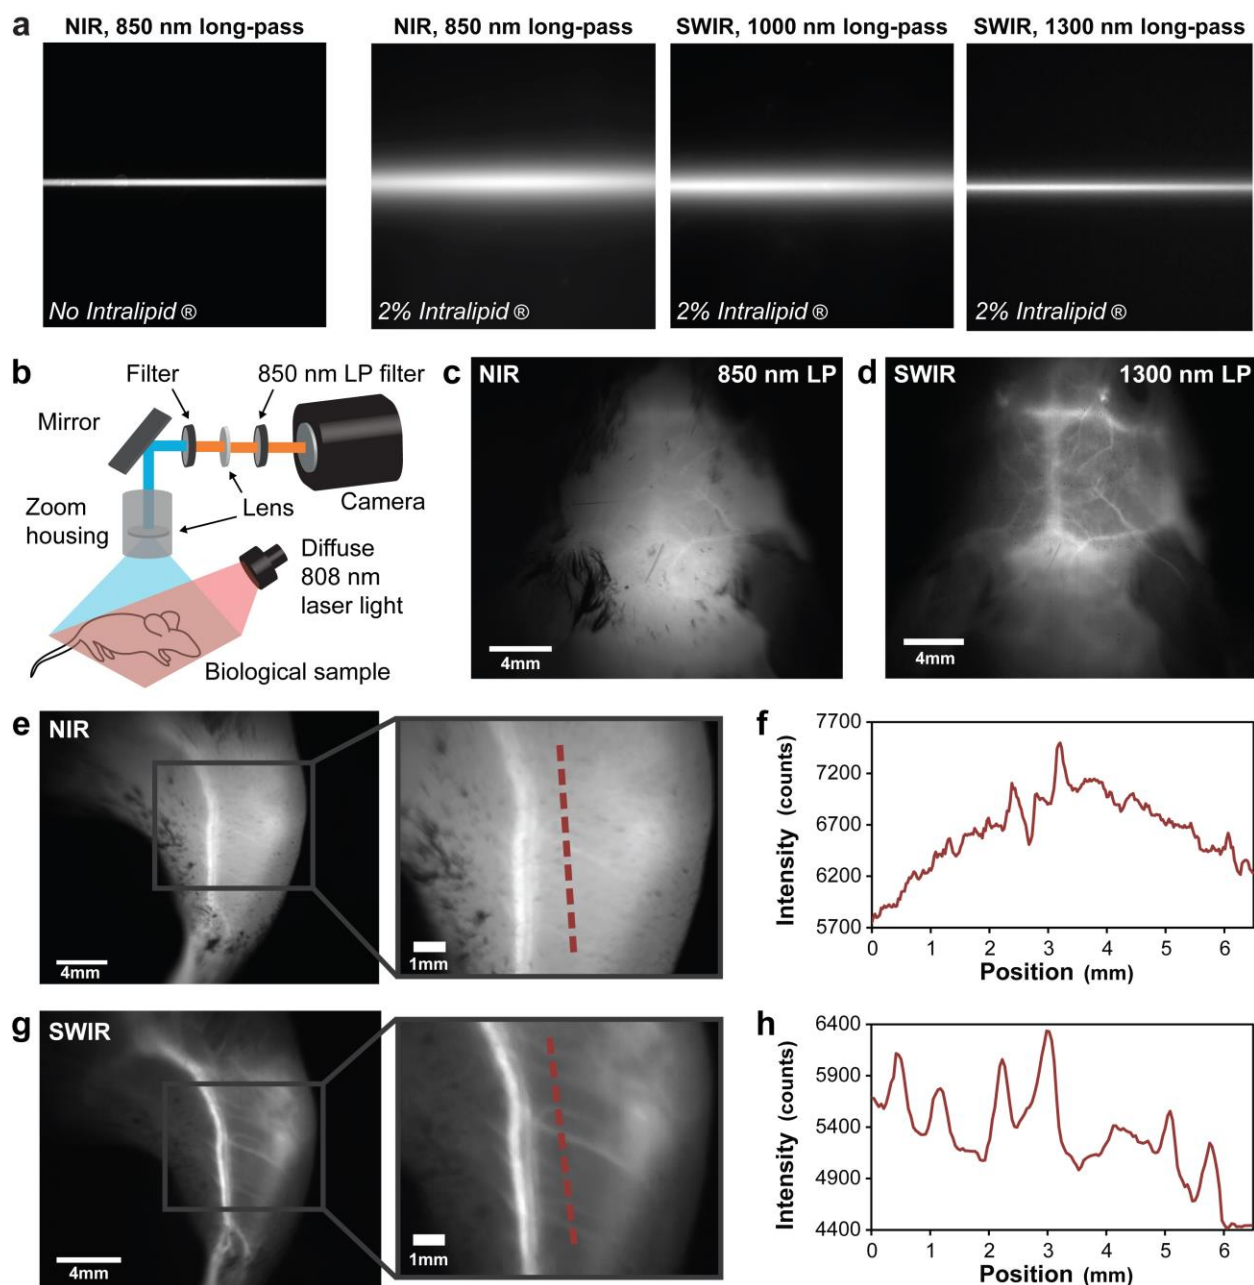 a
NIR, 850 nm long-pass
NIR, 850 nm long-pass
SWIR, 1000 nm long-pass
SWIR, 1300 nm long-pass
No Intralipid ®
2% Intralipid ®
2% Intralipid ®
2% Intralipid ®
b
Filter
850 nm LP filter
Mirror
Zoom
housing
Lens
Camera
Diffuse
808 nm
laser light
Biological sample
c
NIR
850 nm LP
4mm
d
SWIR
1300 nm LP
4mm
e
NIR
4mm
1mm
f
Intensity (counts)
7700
7200
6700
6200
5700
0 1 2 3 4 5 6
Position (mm)
g
SWIR
4mm
1mm
h
Intensity (counts)
6400
5900
5400
4900
4400
0 1 2 3 4 5 6
Position (mm)